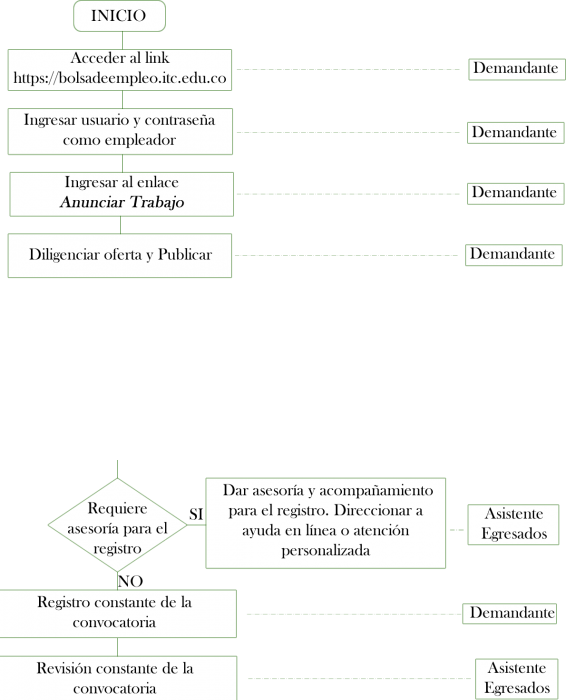 INICIO
Acceder al link
https://bolsadeempleo.itc.edu.co
Demandante
Ingresar usuario y contraseña
como empleador
Demandante
Ingresar al enlace
Anunciar Trabajo
Demandante
Diligenciar oferta y Publicar
Demandante
Requiere
asesoría para el
registro
SI
Dar asesoría y acompañamiento
para el registro. Direccionar a
ayuda en línea o atención
personalizada
Asistente
Egresados
NO
Registro constante de la
convocatoria
Demandante
Revisión constante de la
convocatoria
Asistente
Egresados